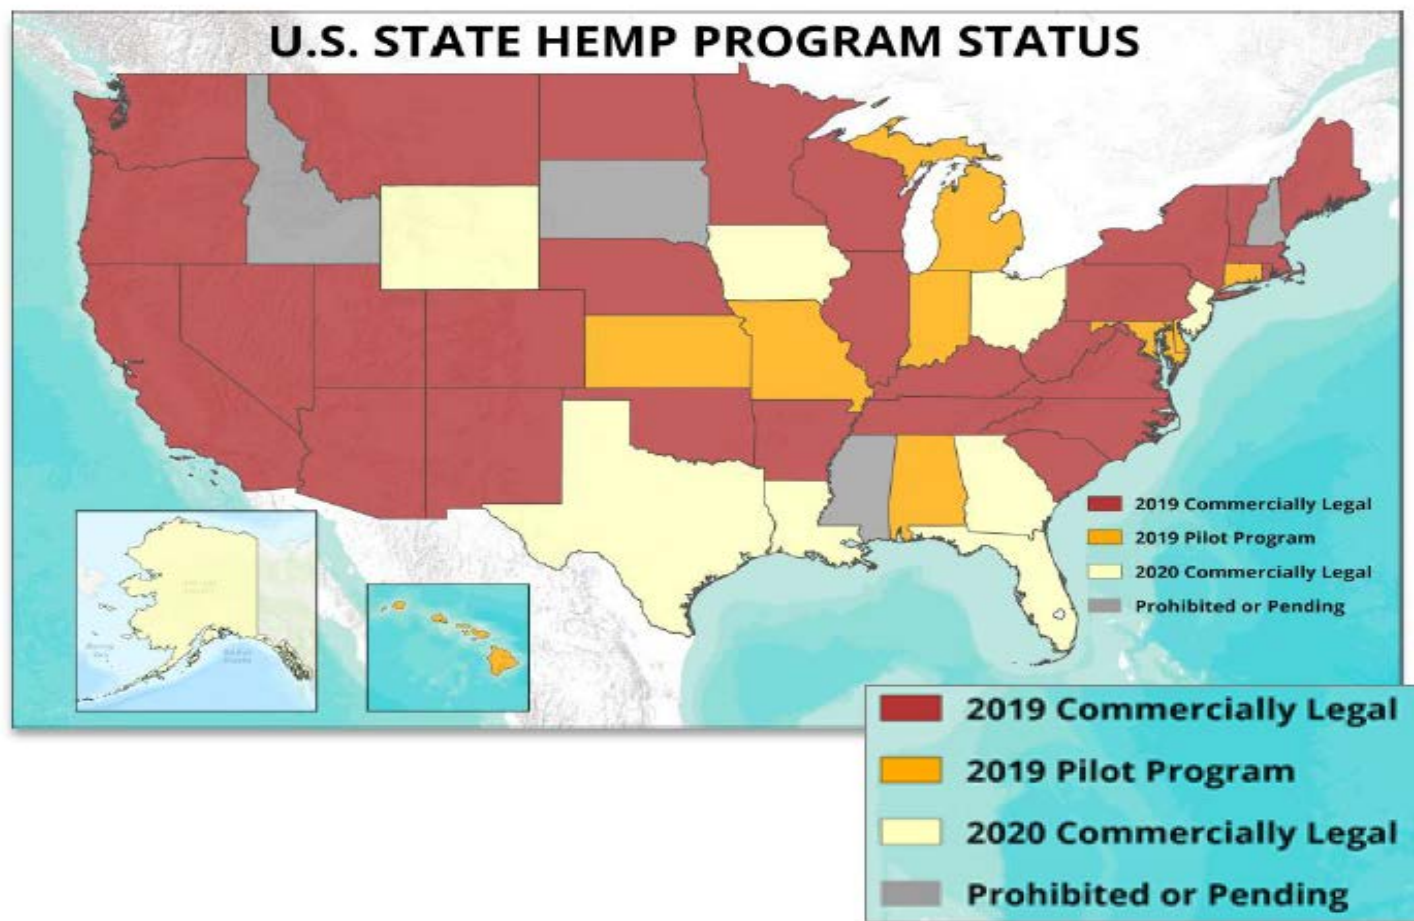 U.S. STATE HEMP PROGRAM STATUS
2019 Commercially Legal
2019 Pilot Program
2020 Commercially Legal
Prohibited or Pending
2019 Commercially Legal
2019 Pilot Program
2020 Commercially Legal
Prohibited or Pending